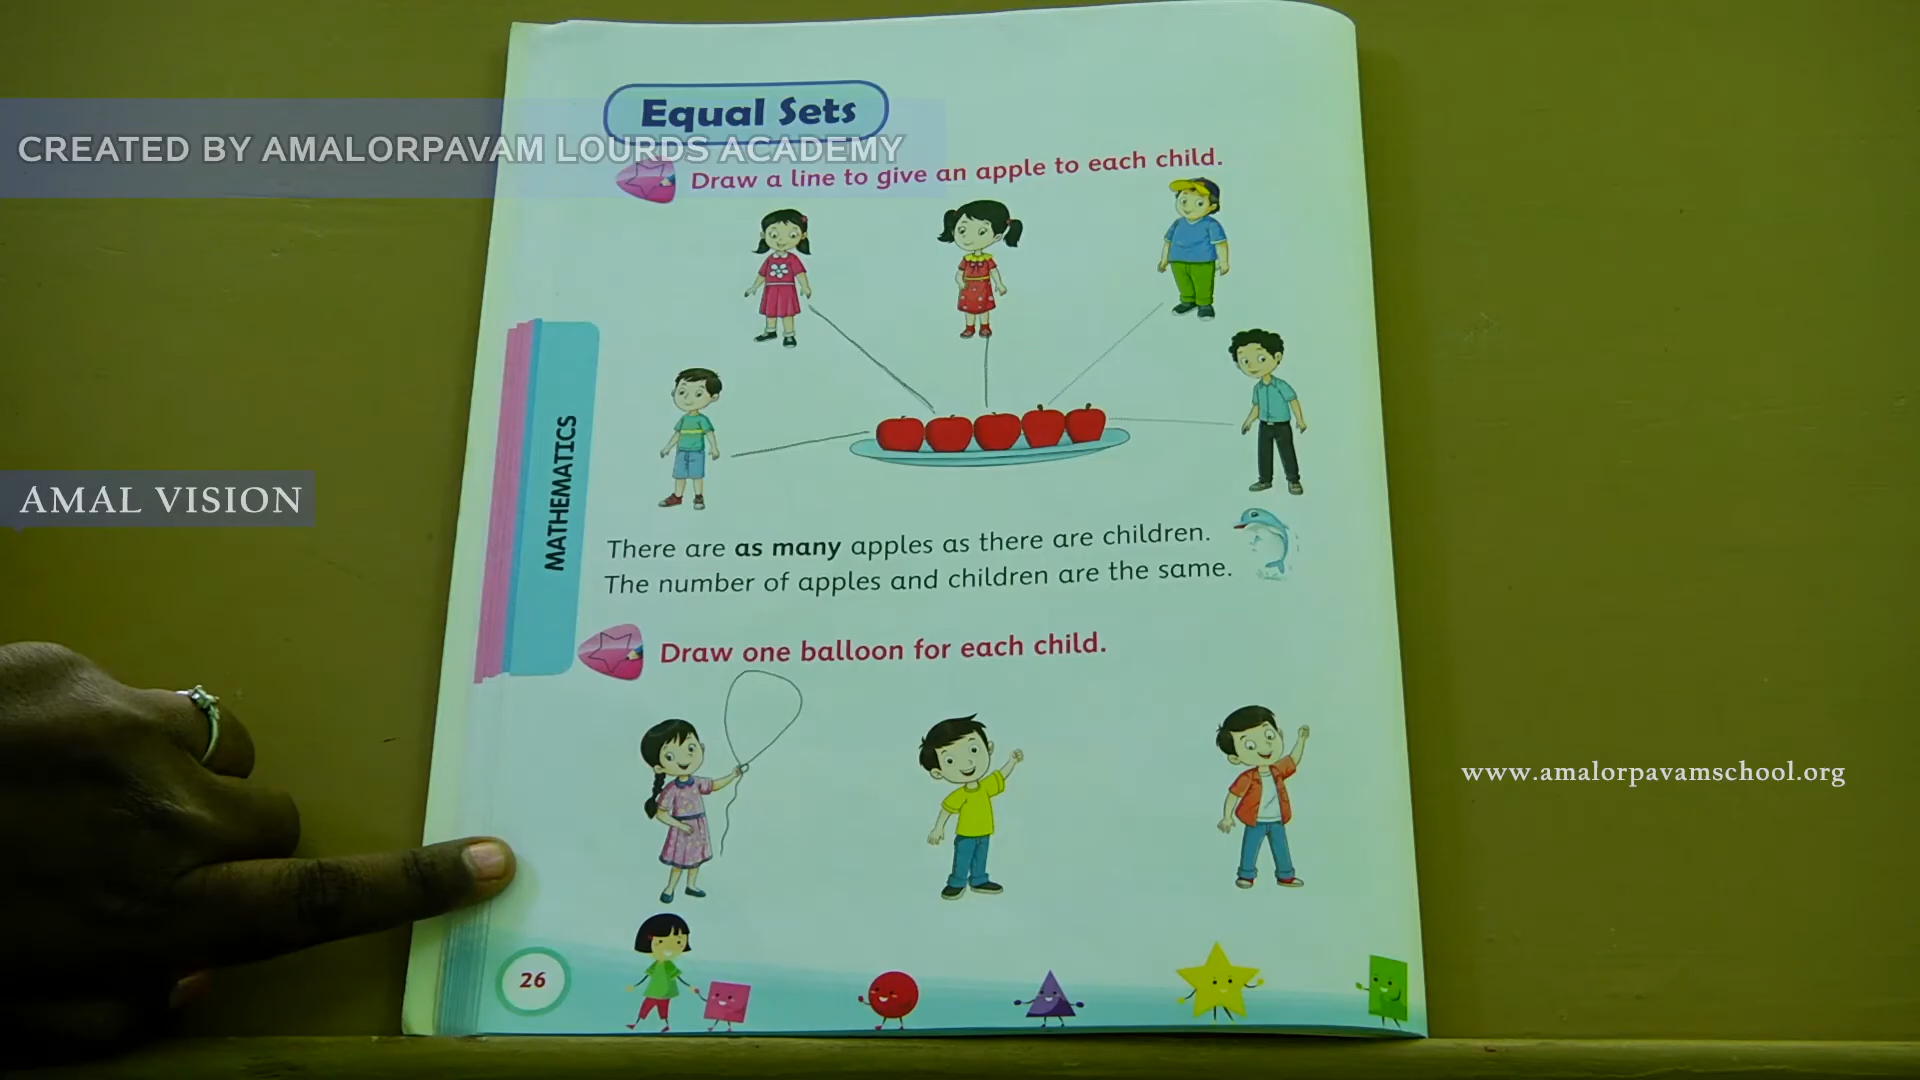 Equal Sets
CREATED BY AMALORPAVAM LOURDS ACADEMY
Draw a line to give an apple to each child.
MATHEMATICS
AMAL VISION
There are as many apples as there are children.
The number of apples and children are the same.
Draw one balloon for each child.
www.amalorpavamschool.org
26